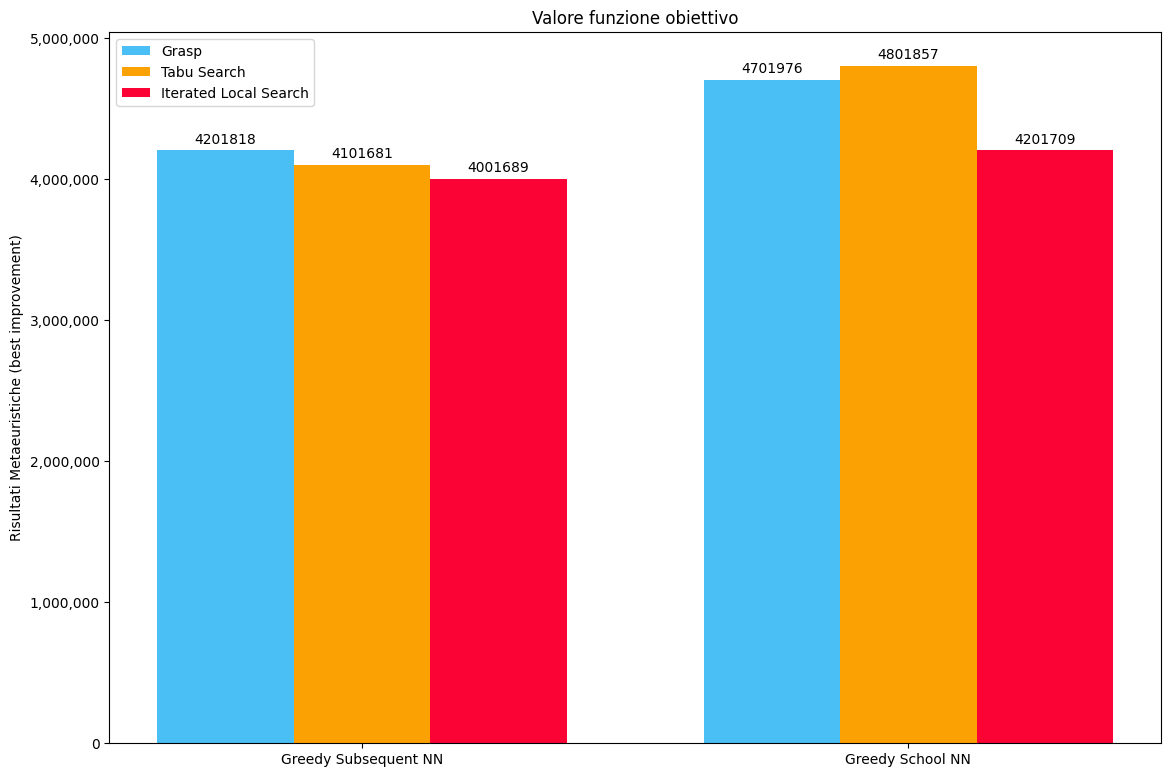 Valore funzione obiettivo
Grasp
Tabu Search
Iterated Local Search
Risultati Metaeuristiche (best improvement)
5,000,000
4,000,000
3,000,000
2,000,000
1,000,000
0
4201818
4101681
4001689
4701976
4801857
4201709
Greedy Subsequent NN
Greedy School NN